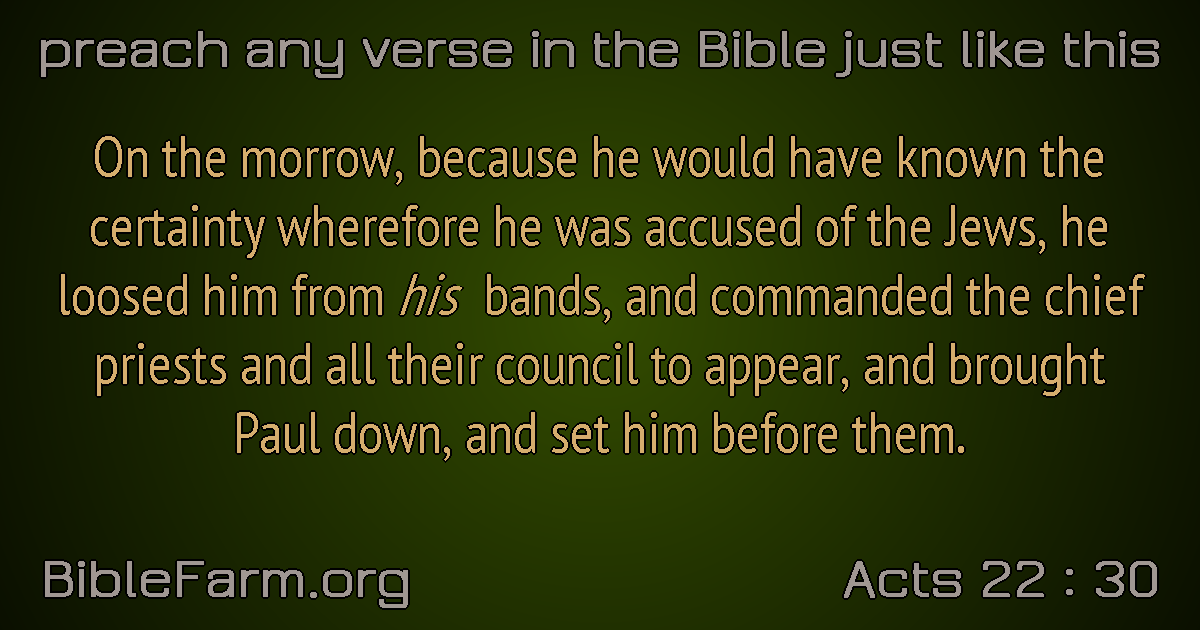 preach any verse in the Bible just like this
On the morrow, because he would have known the
certainty wherefore he was accused of the Jews, he
loosed him from his bands, and commanded the chief
priests and all their council to appear, and brought
Paul down, and set him before them.
BibleFarm.org
Acts 22 : 30